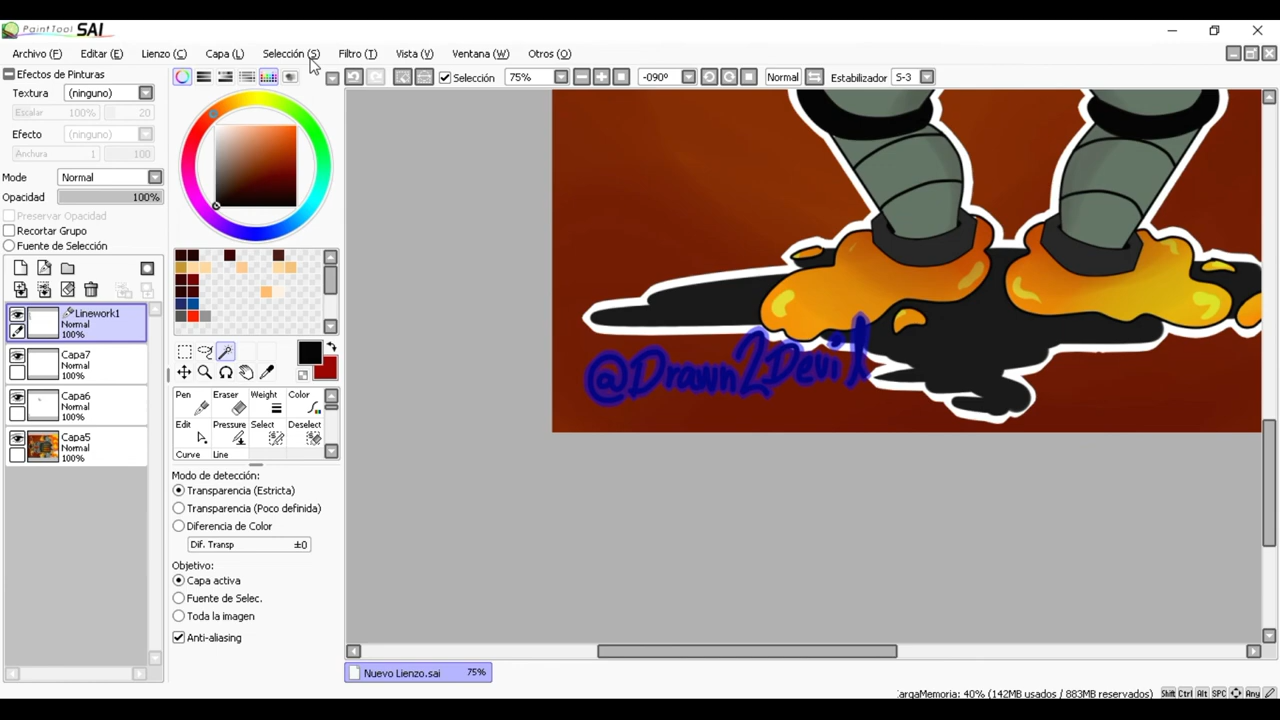 PaintTool SAI
Archivo (F) Editar (E) Lienzo (C) Capa (L) Selección (S) Filtro (T) Vista (V) Ventana (W) Otros (O)
Selección 75% -090º Normal Estabilizador S-3
Efectos de Pinturas
Textura (ninguno)
Escalar 100% 20
Efecto (ninguno)
Anchura 1 100
Mode Normal
Opacidad 100%
Preservar Opacidad
Recortar Grupo
Fuente de Selección
Linework1
Normal
100%
Capa7
Normal
100%
Capa6
Normal
100%
Capa5
Normal
100%
Pen Eraser Weight Color
Edit Pressure Select Deselect
Curve Line
Modo de detección:
Transparencia (Estricta)
Transparencia (Poco definida)
Diferencia de Color
Dif. Transp ±0
Objetivo:
Capa activa
Fuente de Selec.
Toda la imagen
Anti-aliasing
@Drawn2Devil
Nuevo Lienzo.sai 75%
CargaMemoria: 40% (142MB usados / 883MB reservados) Shift Ctrl Alt SPC Any